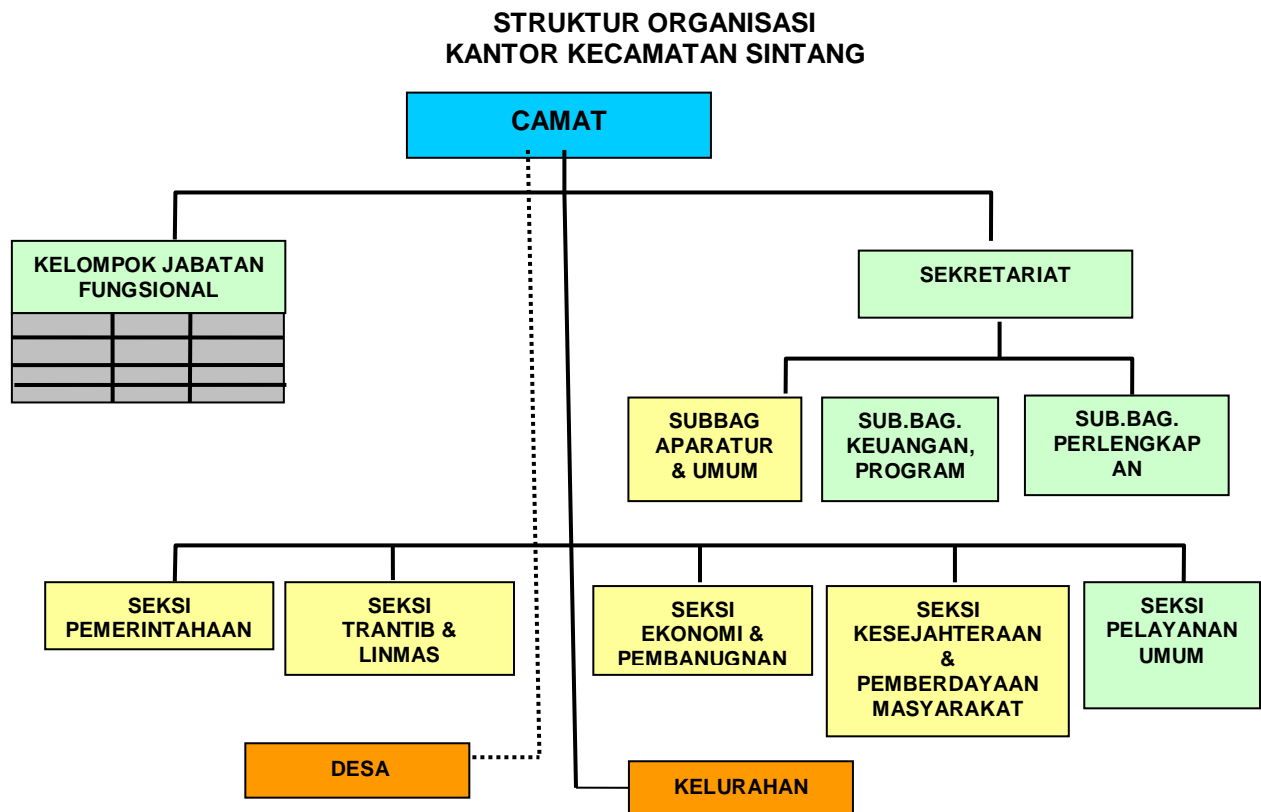 STRUKTUR ORGANISASI
KANTOR KECAMATAN SINTANG
CAMAT
KELOMPOK JABATAN
FUNGSIONAL
SEKRETARIAT
SUBBAG
APARATUR
& UMUM
SUB.BAG.
KEUANGAN,
PROGRAM
SUB.BAG.
PERLENGKAP
AN
SEKSI
PEMERINTAHAAN
SEKSI
TRANTIB &
LINMAS
SEKSI
EKONOMI &
PEMBANUGNAN
SEKSI
KESEJAHTERAAN
&
PEMBERDAYAAN
MASYARAKAT
SEKSI
PELAYANAN
UMUM
DESA
KELURAHAN